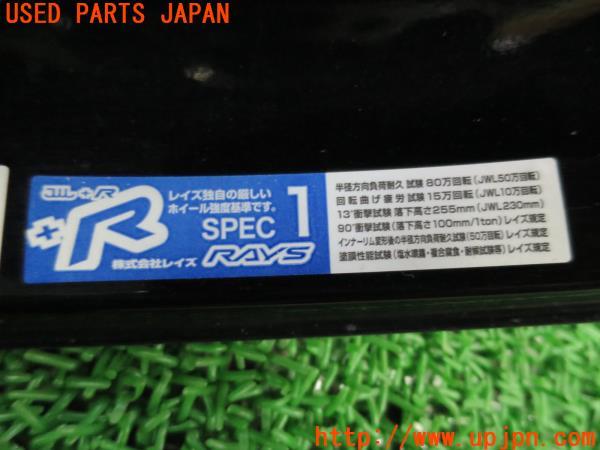 USED PARTS JAPAN
JWL+R
+R
レイズ独自の厳しい
ホイール強度基準です。
SPEC 1
株式会社レイズ RAYS
半径方向負荷耐久 試験 80万回転(JWL50万回転)
回転曲げ疲労 試験 15万回転(JWL10万回転)
13°衝撃試験 落下高さ255mm(JWL230mm)
90°衝撃試験(落下高さ100mm/1ton)レイズ規定
インナーリム変形後の半径方向負荷耐久試験(50万回転)レイズ規定
塗膜性能試験(塩水噴霧・複合腐食・耐候試験等)レイズ規定
UPJ http://www.upjpn.com